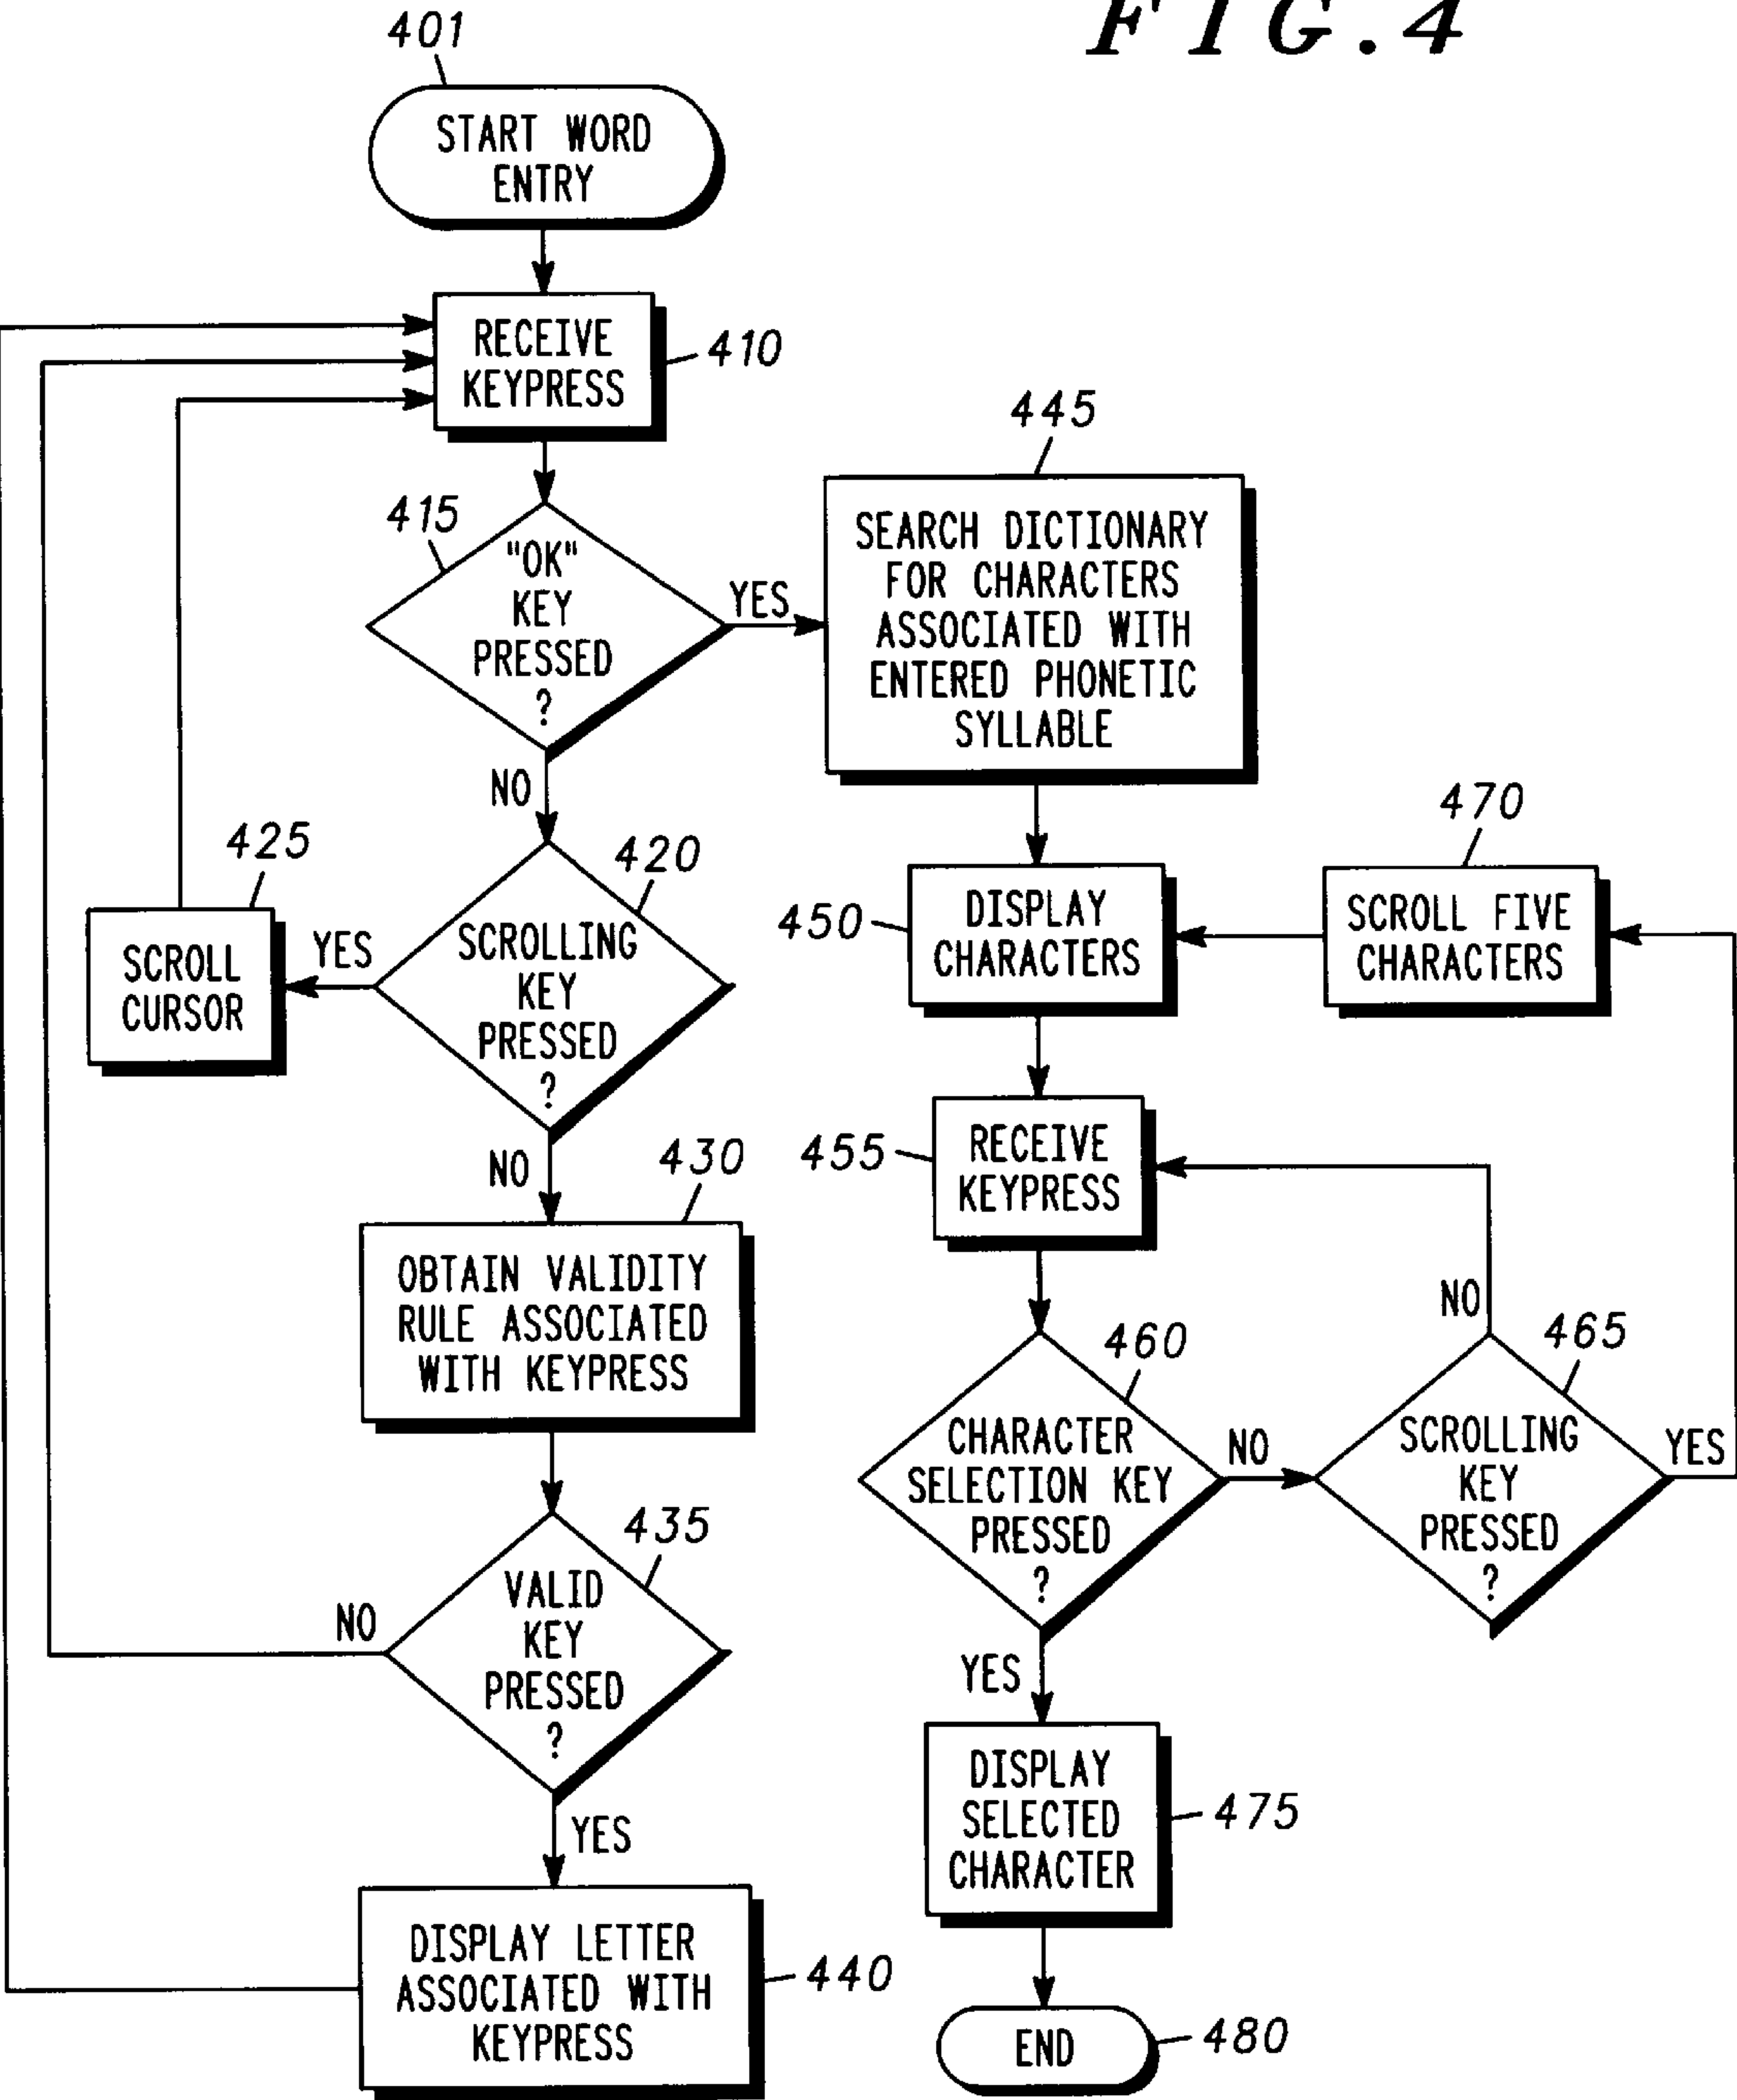 FIG.4
401
START WORD
ENTRY
RECEIVE
KEYPRESS
410
415
"OK"
KEY
PRESSED
?
YES
NO
445
SEARCH DICTIONARY
FOR CHARACTERS
ASSOCIATED WITH
ENTERED PHONETIC
SYLLABLE
425
SCROLL
CURSOR
YES
420
SCROLLING
KEY
PRESSED
?
NO
450
DISPLAY
CHARACTERS
470
SCROLL FIVE
CHARACTERS
430
OBTAIN VALIDITY
RULE ASSOCIATED
WITH KEYPRESS
455
RECEIVE
KEYPRESS
460
CHARACTER
SELECTION KEY
PRESSED
?
NO
YES
465
SCROLLING
KEY
PRESSED
?
NO
YES
435
VALID
KEY
PRESSED
?
NO
YES
DISPLAY LETTER
ASSOCIATED WITH
KEYPRESS
440
DISPLAY
SELECTED
CHARACTER
475
END
480